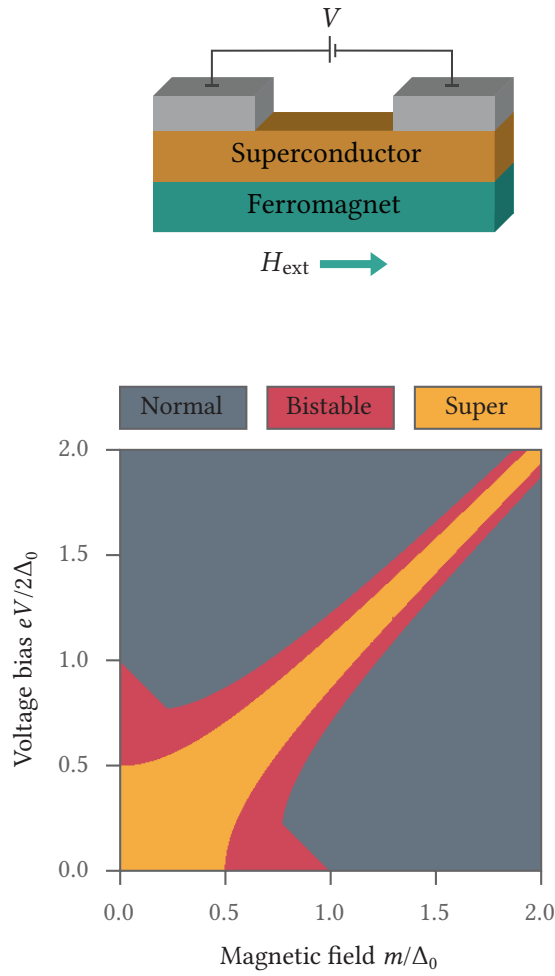 V
Superconductor
Ferromagnet
H_ext
Normal Bistable Super
Voltage bias eV/2Δ₀
2.0
1.5
1.0
0.5
0.0
0.0 0.5 1.0 1.5 2.0
Magnetic field m/Δ₀